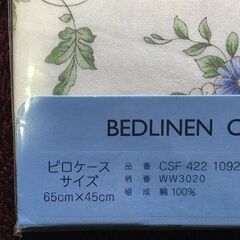 BEDLINEN C
ピロケース
サイズ
65cm×45cm
品 番 CSF 422 1092
柄 番 WW3020
組 成 綿 100%